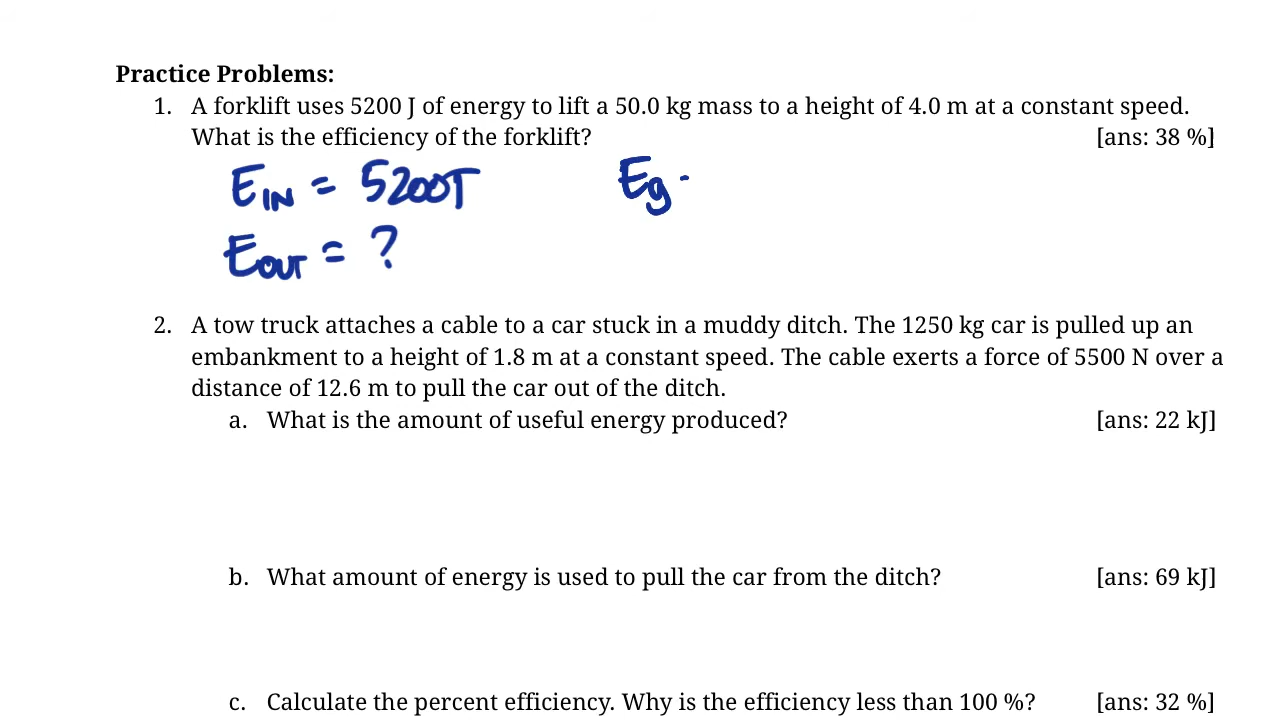 Practice Problems:
1. A forklift uses 5200 J of energy to lift a 50.0 kg mass to a height of 4.0 m at a constant speed.
What is the efficiency of the forklift? [ans: 38 %]
E_IN = 5200J Eg -
E_OUT = ?
2. A tow truck attaches a cable to a car stuck in a muddy ditch. The 1250 kg car is pulled up an
embankment to a height of 1.8 m at a constant speed. The cable exerts a force of 5500 N over a
distance of 12.6 m to pull the car out of the ditch.
a. What is the amount of useful energy produced? [ans: 22 kJ]
b. What amount of energy is used to pull the car from the ditch? [ans: 69 kJ]
c. Calculate the percent efficiency. Why is the efficiency less than 100 %? [ans: 32 %]